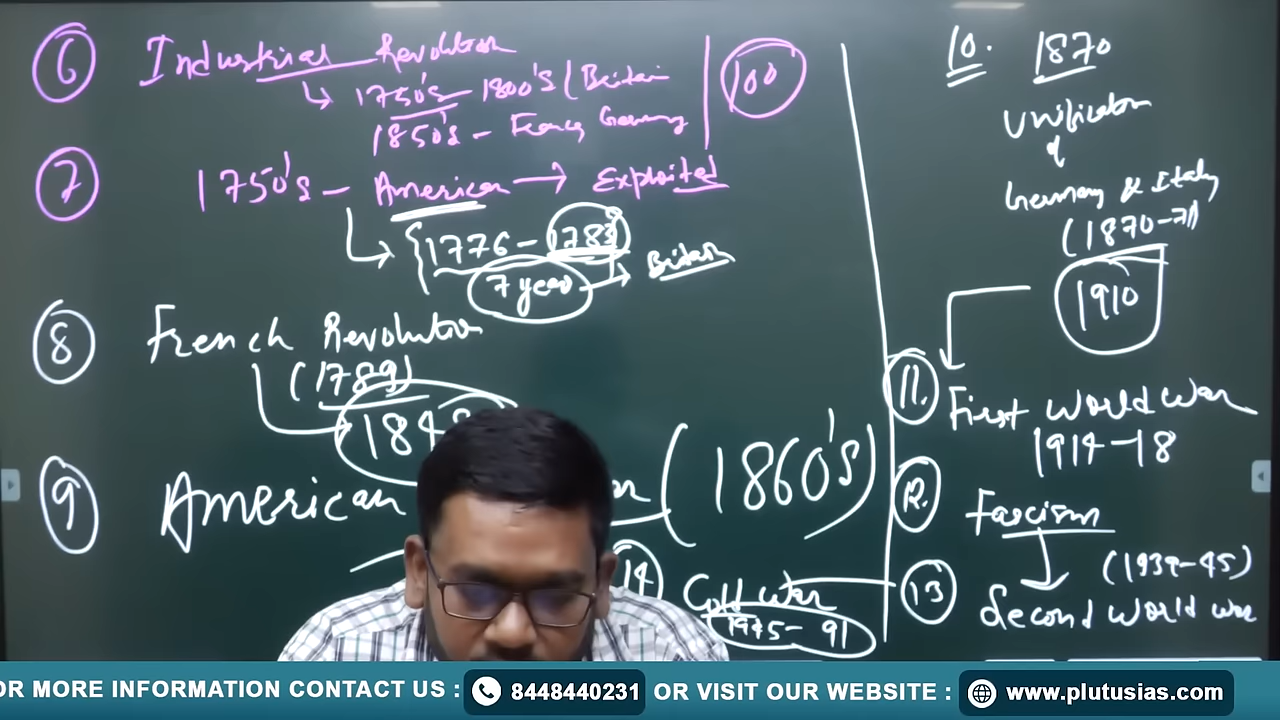 6 Industrial Revolution
↳ 1750's - 1800's (Britain
1850's - France, Germany
100
7 1750's - American → Exploited
1776 - 1783
7 year → Britain
8 French Revolution
(1789)
184
9 American
(1860's)
10. 1870
Unification
of
Germany & Italy
(1870-71)
1910
11. First World War
1914-18
12. Fascism
(1939-45)
13 Second World War
14 Cold War
91
OR MORE INFORMATION CONTACT US : 8448440231 OR VISIT OUR WEBSITE : www.plutusias.com